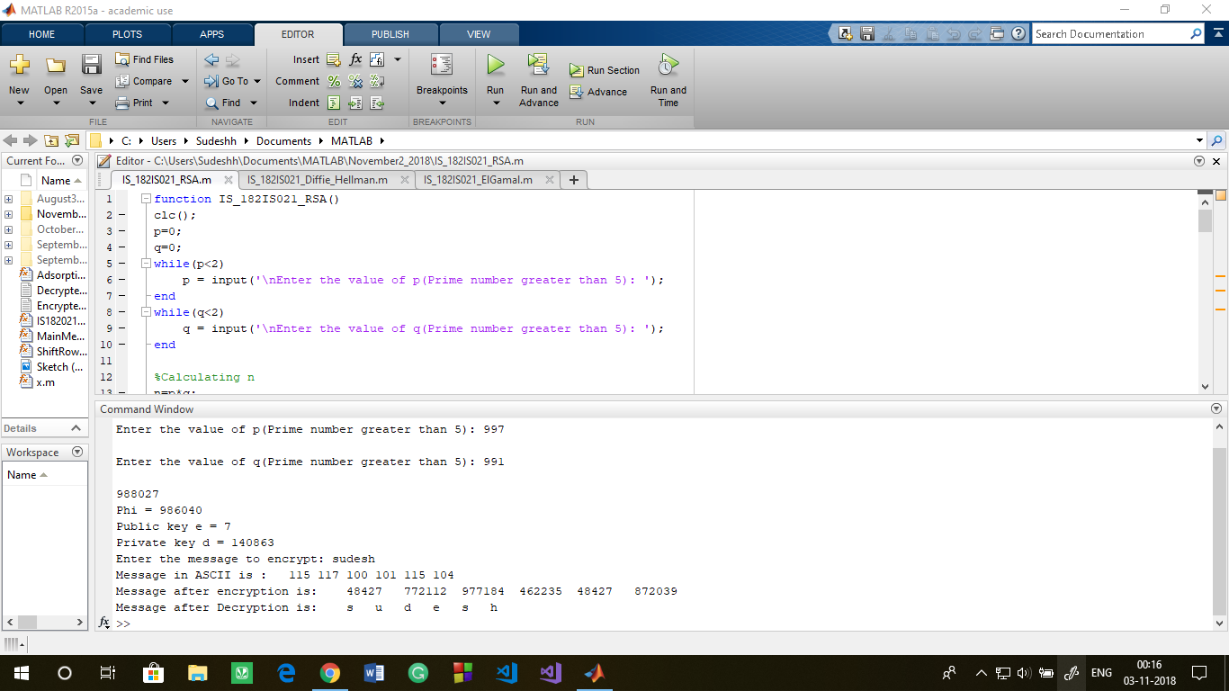 MATLAB R2015a - academic use
HOME PLOTS APPS EDITOR PUBLISH VIEW
Search Documentation
New Open Save
Find Files
Compare
Print
Go To
Find
Insert fx
Comment
Indent
Breakpoints
Run
Run and Advance
Run Section
Advance
Run and Time
FILE NAVIGATE EDIT BREAKPOINTS RUN
C: Users Sudeshh Documents MATLAB
Current Fo...
Editor - C:\Users\Sudeshh\Documents\MATLAB\November2_2018\IS_182IS021_RSA.m
Name
IS_182IS021_RSA.m IS_182IS021_Diffie_Hellman.m IS_182IS021_ElGamal.m
August3...
Novemb...
October...
Septemb...
Septemb...
Adsorpti...
Decrypte...
Encrypte...
IS182021...
MainMe...
ShiftRow...
Sketch (...
x.m
Details
Workspace
Name
1 function IS_182IS021_RSA()
2 clc();
3 p=0;
4 q=0;
5 while(p<2)
6 p = input('\nEnter the value of p(Prime number greater than 5): ');
7 end
8 while(q<2)
9 q = input('\nEnter the value of q(Prime number greater than 5): ');
10 end
11
12 %Calculating n
13 n=p*q;
Command Window
Enter the value of p(Prime number greater than 5): 997
Enter the value of q(Prime number greater than 5): 991
988027
Phi = 986040
Public key e = 7
Private key d = 140863
Enter the message to encrypt: sudesh
Message in ASCII is : 115 117 100 101 115 104
Message after encryption is: 48427 772112 977184 462235 48427 872039
Message after Decryption is: s u d e s h
fx >>
ENG
00:16
03-11-2018